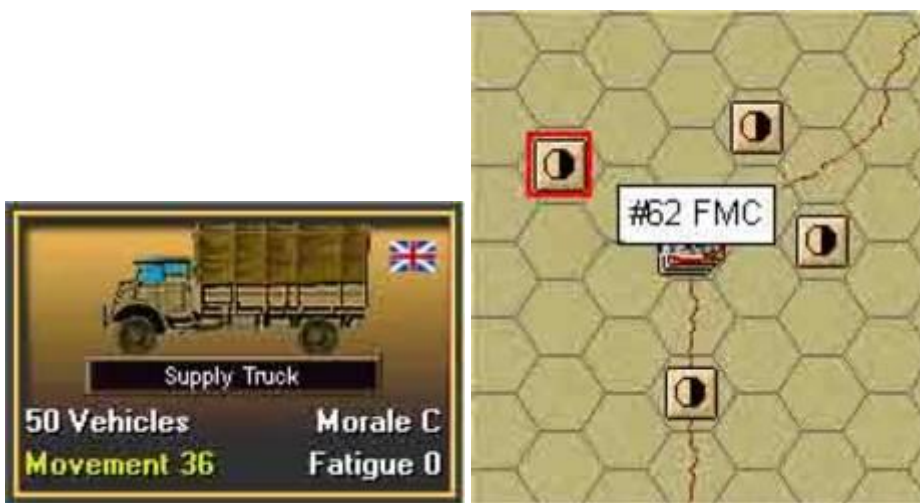 Supply Truck
50 Vehicles
Morale C
Movement 36
Fatigue 0
#62 FMC